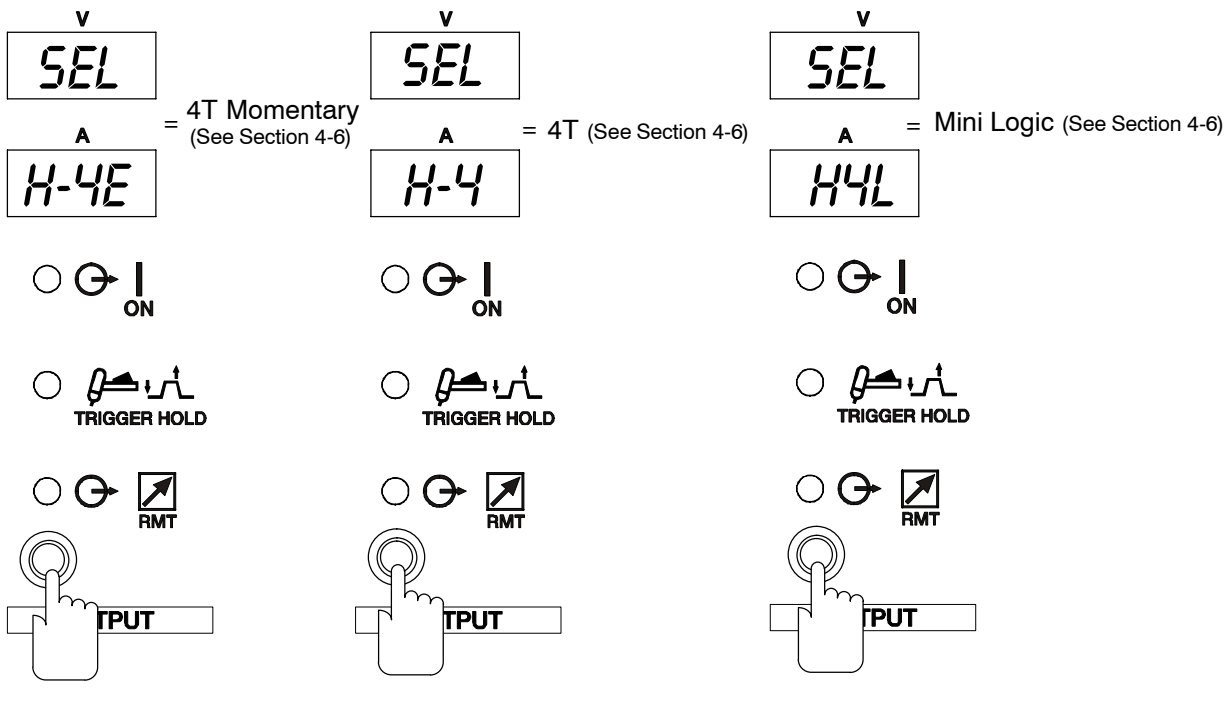 V
SEL
A
H-4E
= 4T Momentary
(See Section 4-6)
ON
TRIGGER HOLD
RMT
TPUT
V
SEL
A
H-4
= 4T (See Section 4-6)
ON
TRIGGER HOLD
RMT
TPUT
V
SEL
A
H4L
= Mini Logic (See Section 4-6)
ON
TRIGGER HOLD
RMT
TPUT